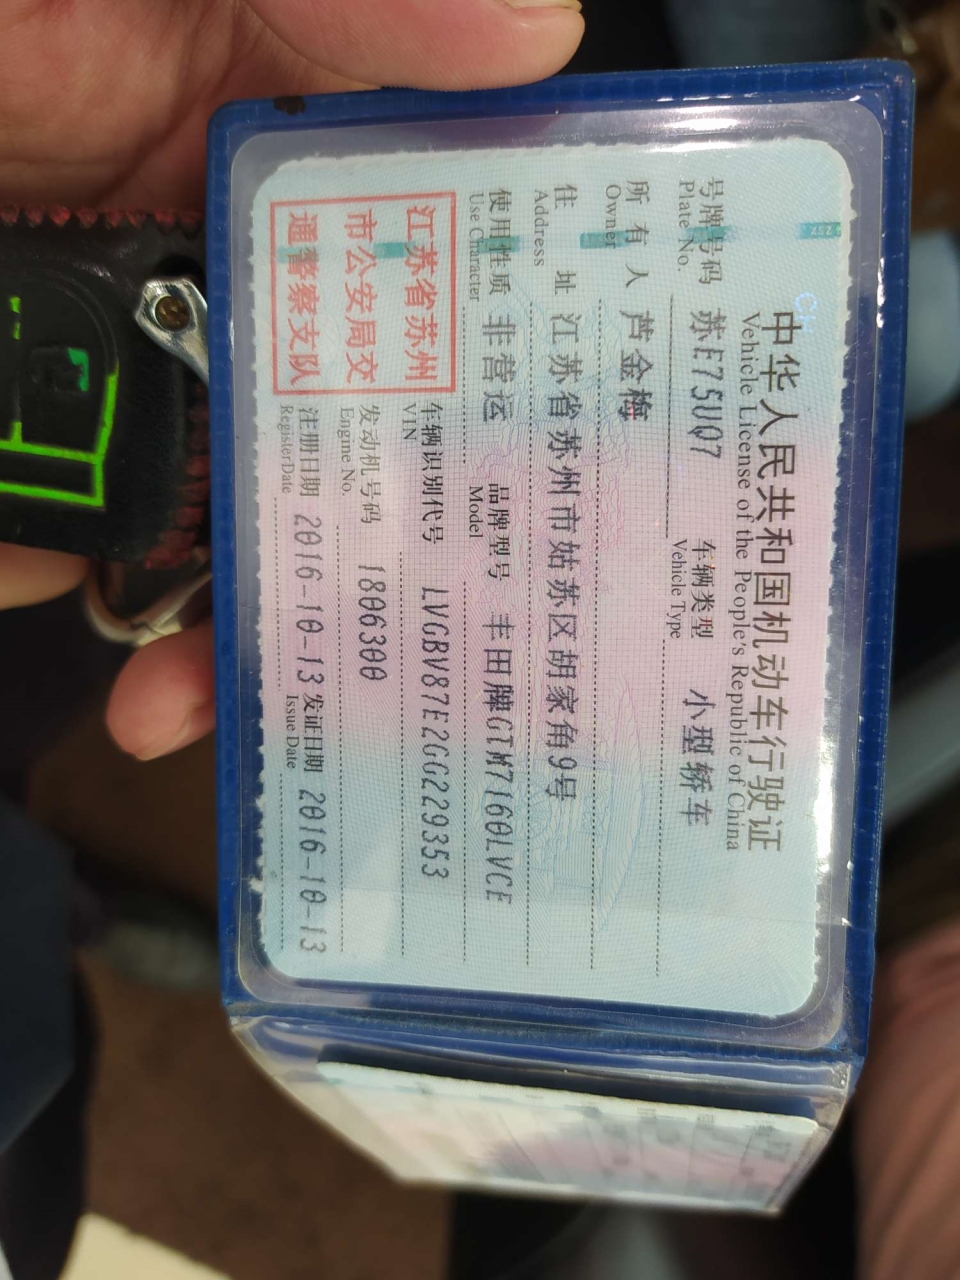 中华人民共和国机动车行驶证
Vehicle License of the People's Republic of China
号牌号码 苏E75UQ7 车辆类型 小型轿车
Plate No. Vehicle Type
所有人 芦金梅
Owner
住址 江苏省苏州市姑苏区胡家角9号
Address
使用性质 非营运 品牌型号 丰田牌GTM7160LVCE
Use Character Model
江苏省苏州
市公安局交
通警察支队
车辆识别代号 LVGBV87E2GG229353
VIN
发动机号码 1806300
Engine No.
注册日期 2016-10-13 发证日期 2016-10-13
Register Date Issue Date